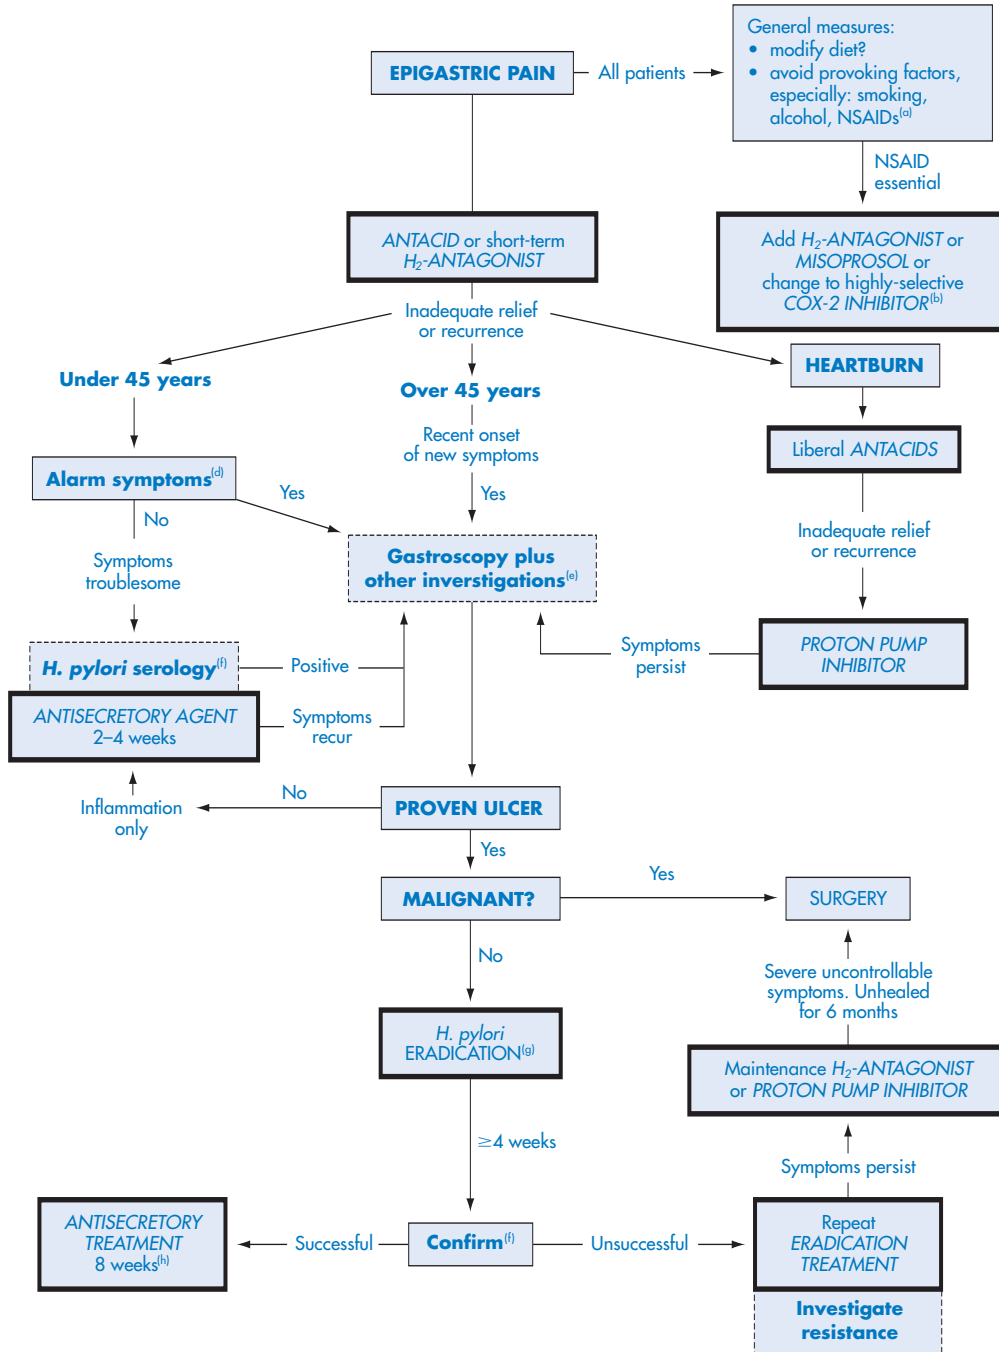 General measures:
• modify diet?
• avoid provoking factors,
especially: smoking,
alcohol, NSAIDs(a)
EPIGASTRIC PAIN
All patients
NSAID
essential
ANTACID or short-term
H2-ANTAGONIST
Add H2-ANTAGONIST or
MISOPROSOL or
change to highly-selective
COX-2 INHIBITOR(b)
Inadequate relief
or recurrence
Under 45 years
Over 45 years
HEARTBURN
Recent onset
of new symptoms
Liberal ANTACIDS
Alarm symptoms(d)
Yes
Yes
No
Inadequate relief
or recurrence
Symptoms
troublesome
Gastroscopy plus
other inverstigations(e)
H. pylori serology(f)
Positive
Symptoms
persist
PROTON PUMP
INHIBITOR
ANTISECRETORY AGENT
2–4 weeks
Symptoms
recur
Inflammation
only
No
PROVEN ULCER
Yes
MALIGNANT?
Yes
SURGERY
No
Severe uncontrollable
symptoms. Unhealed
for 6 months
H. pylori
ERADICATION(g)
Maintenance H2-ANTAGONIST
or PROTON PUMP INHIBITOR
≥4 weeks
Symptoms persist
ANTISECRETORY
TREATMENT
8 weeks(h)
Successful
Confirm(f)
Unsuccessful
Repeat
ERADICATION
TREATMENT
Investigate
resistance